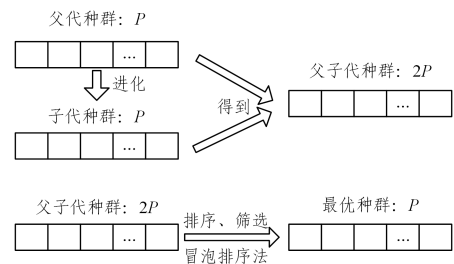 父代种群：P
...
进化
子代种群：P
...
得到
父子代种群：2P
...
父子代种群：2P
...
排序、筛选
冒泡排序法
最优种群：P
...